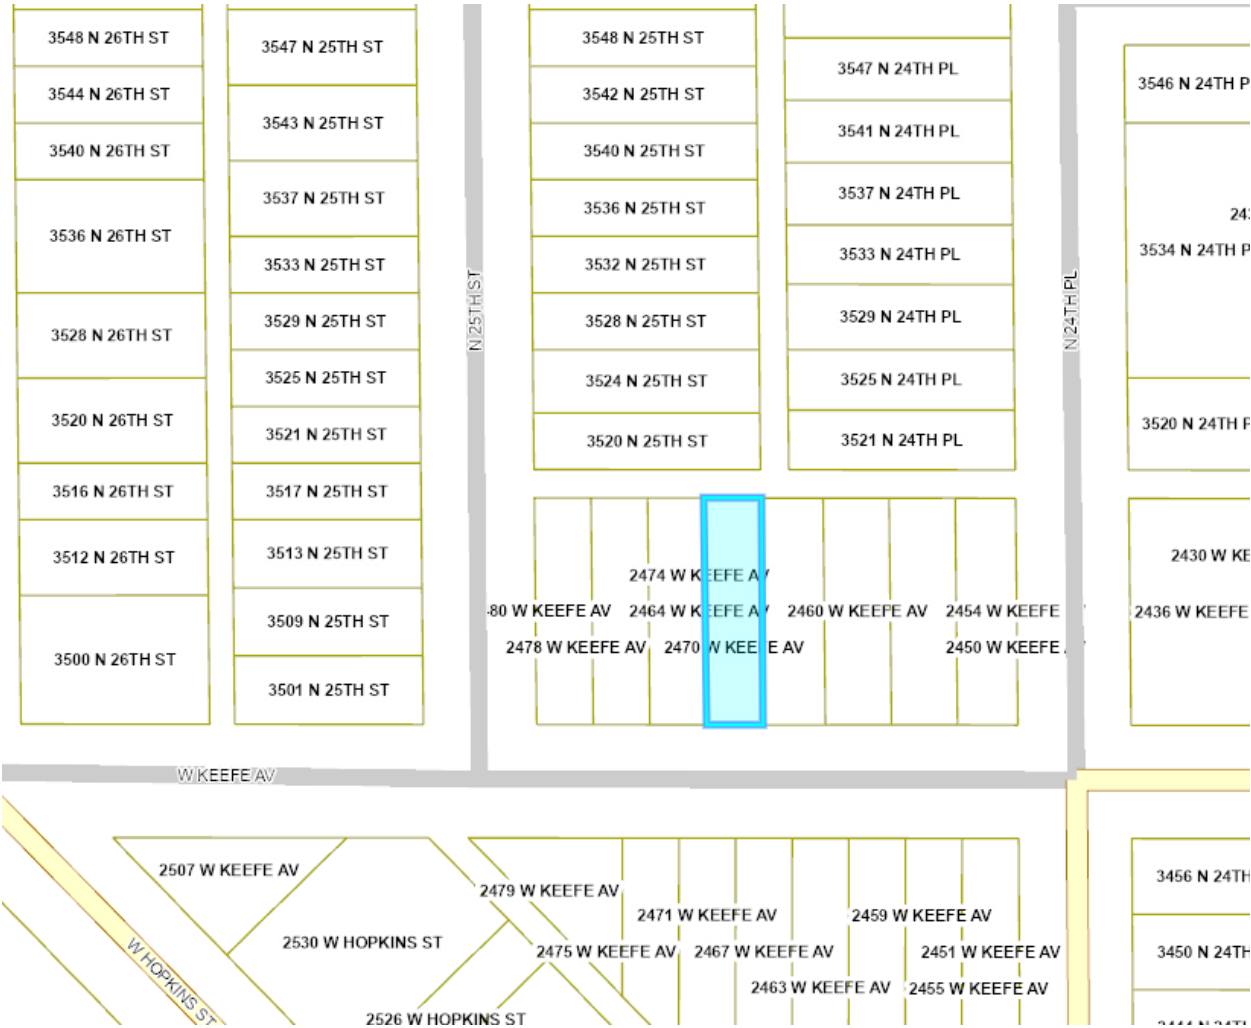 3548 N 26TH ST
3544 N 26TH ST
3540 N 26TH ST
3536 N 26TH ST
3528 N 26TH ST
3520 N 26TH ST
3516 N 26TH ST
3512 N 26TH ST
3500 N 26TH ST
3547 N 25TH ST
3543 N 25TH ST
3537 N 25TH ST
3533 N 25TH ST
3529 N 25TH ST
3525 N 25TH ST
3521 N 25TH ST
3517 N 25TH ST
3513 N 25TH ST
3509 N 25TH ST
3501 N 25TH ST
N 25TH ST
3548 N 25TH ST
3542 N 25TH ST
3540 N 25TH ST
3536 N 25TH ST
3532 N 25TH ST
3528 N 25TH ST
3524 N 25TH ST
3520 N 25TH ST
3547 N 24TH PL
3541 N 24TH PL
3537 N 24TH PL
3533 N 24TH PL
3529 N 24TH PL
3525 N 24TH PL
3521 N 24TH PL
N 24TH PL
3546 N 24TH P
243
3534 N 24TH P
3520 N 24TH P
2474 W KEEFE AV
80 W KEEFE AV
2464 W KEEFE AV
2460 W KEEFE AV
2454 W KEEFE
2478 W KEEFE AV
2470 W KEEFE AV
2450 W KEEFE
2430 W KE
2436 W KEEFE
W KEEFE AV
2507 W KEEFE AV
2530 W HOPKINS ST
2526 W HOPKINS ST
W HOPKINS ST
2479 W KEEFE AV
2471 W KEEFE AV
2459 W KEEFE AV
2475 W KEEFE AV
2467 W KEEFE AV
2451 W KEEFE AV
2463 W KEEFE AV
2455 W KEEFE AV
3456 N 24TH
3450 N 24TH